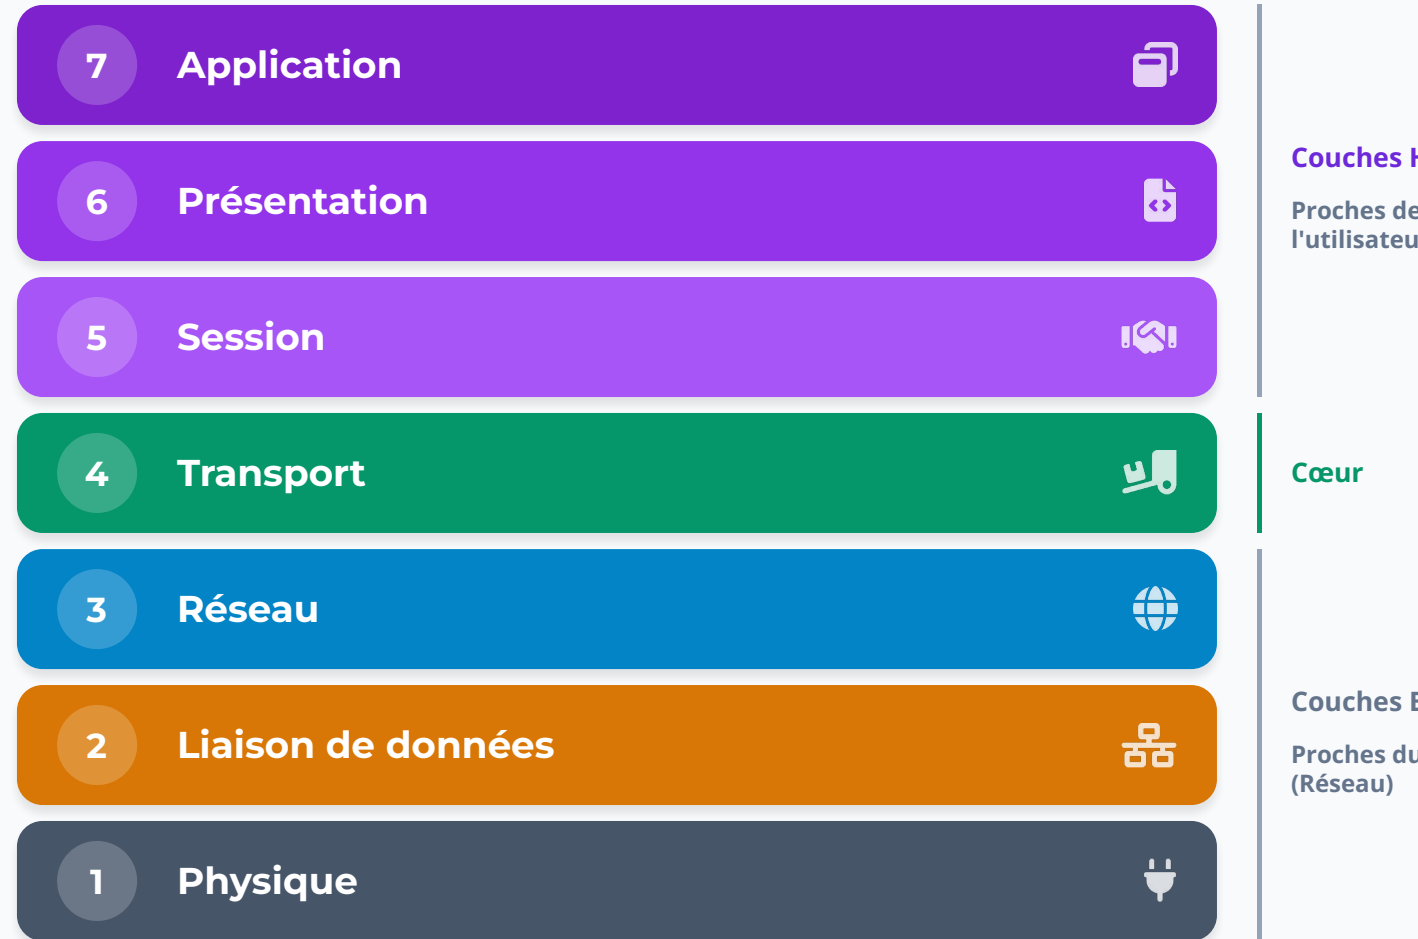 7 Application
6 Présentation
5 Session
4 Transport
3 Réseau
2 Liaison de données
1 Physique
Couches
Proches de
l'utilisateu
Cœur
Couches
Proches du
(Réseau)